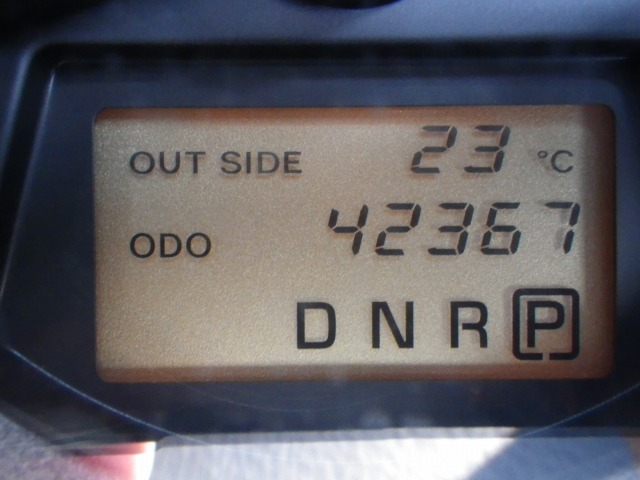 OUT SIDE 23 °C
ODO 42367
D N R P